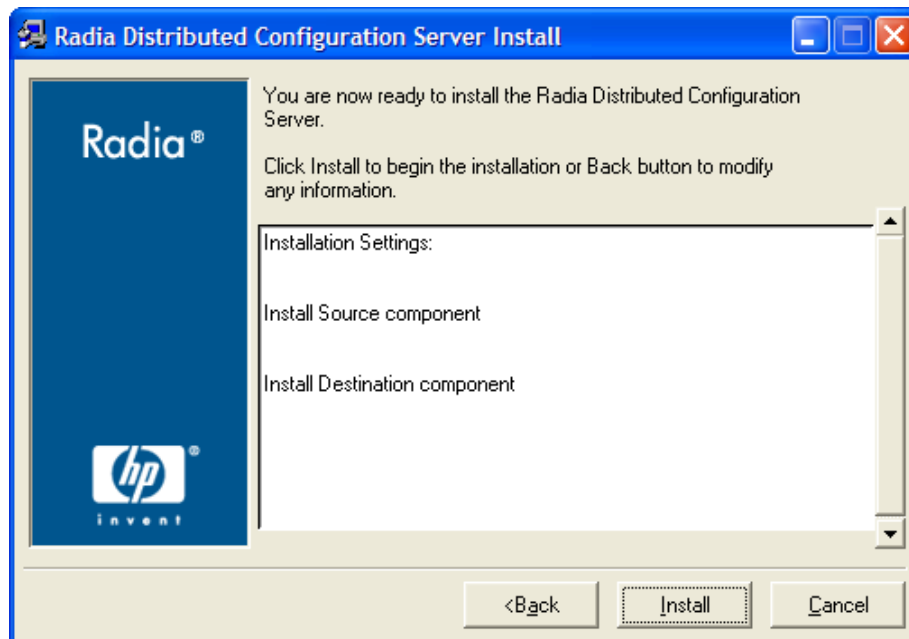 Radia Distributed Configuration Server Install
You are now ready to install the Radia Distributed Configuration
Server.
Click Install to begin the installation or Back button to modify
any information.
Radia®
Installation Settings:
Install Source component
Install Destination component
hp®
invent
<Back
Install
Cancel